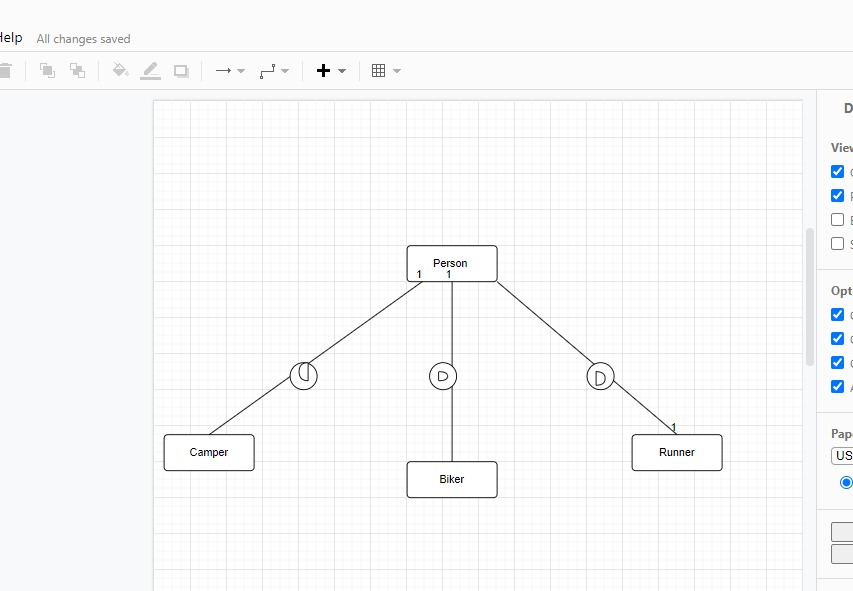 Help All changes saved
D
View
Opt
Person
1 1
D
D
1
Camper
Runner
Biker
Pap
US